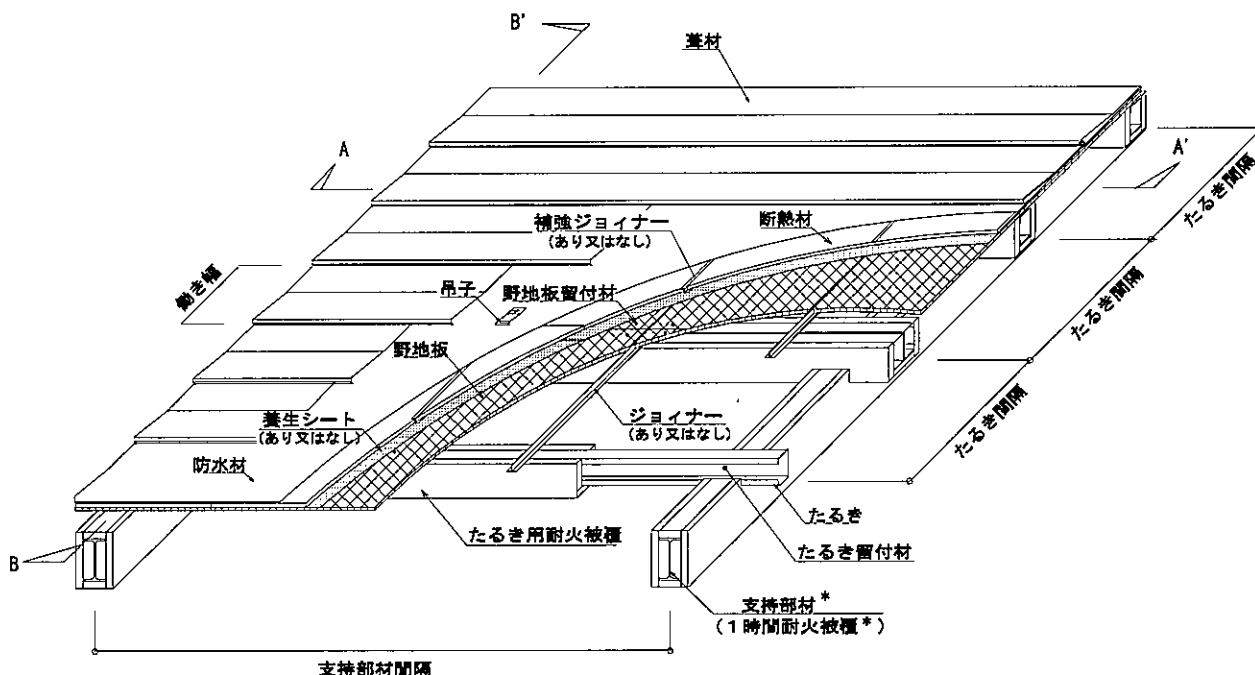 B'
葺材
A
A'
補強ジョイナー
(あり又はなし)
断熱材
たるき間隔
働き幅
吊子
野地板留付材
たるき間隔
野地板
養生シート
(あり又はなし)
ジョイナー
(あり又はなし)
たるき間隔
防水材
たるき
たるき用耐火被覆
たるき留付材
B
支持部材*
(1時間耐火被覆*)
支持部材間隔